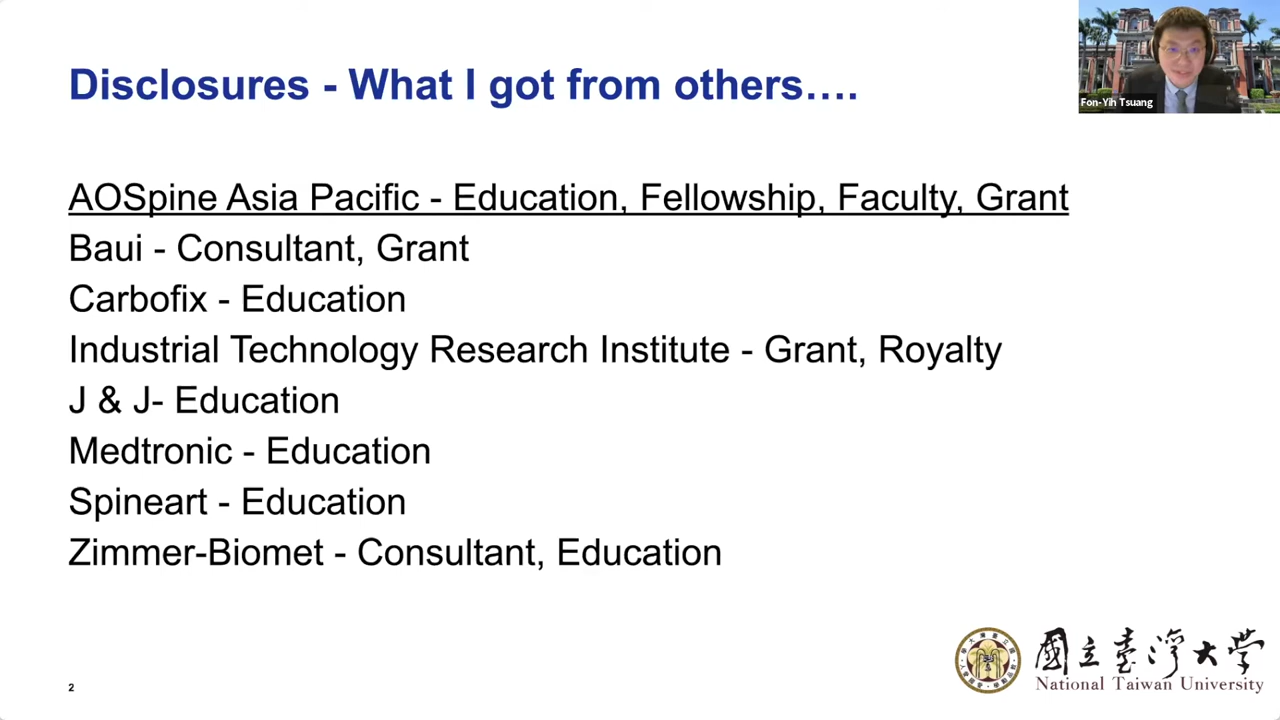 Disclosures - What I got from others….
Fon-Yih Tsuang
AOSpine Asia Pacific - Education, Fellowship, Faculty, Grant
Baui - Consultant, Grant
Carbofix - Education
Industrial Technology Research Institute - Grant, Royalty
J & J- Education
Medtronic - Education
Spineart - Education
Zimmer-Biomet - Consultant, Education
2
國立臺灣大學
National Taiwan University